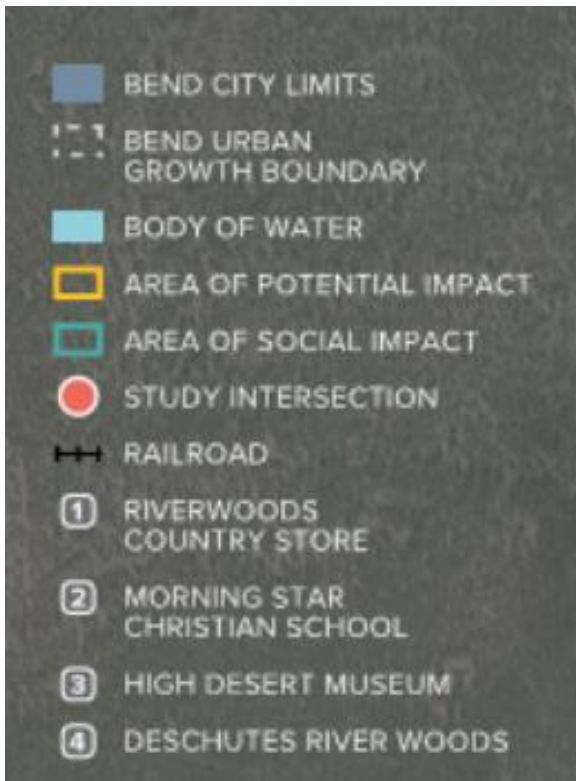 BEND CITY LIMITS
BEND URBAN
GROWTH BOUNDARY
BODY OF WATER
AREA OF POTENTIAL IMPACT
AREA OF SOCIAL IMPACT
STUDY INTERSECTION
RAILROAD
1 RIVERWOODS
COUNTRY STORE
2 MORNING STAR
CHRISTIAN SCHOOL
3 HIGH DESERT MUSEUM
4 DESCHUTES RIVER WOODS